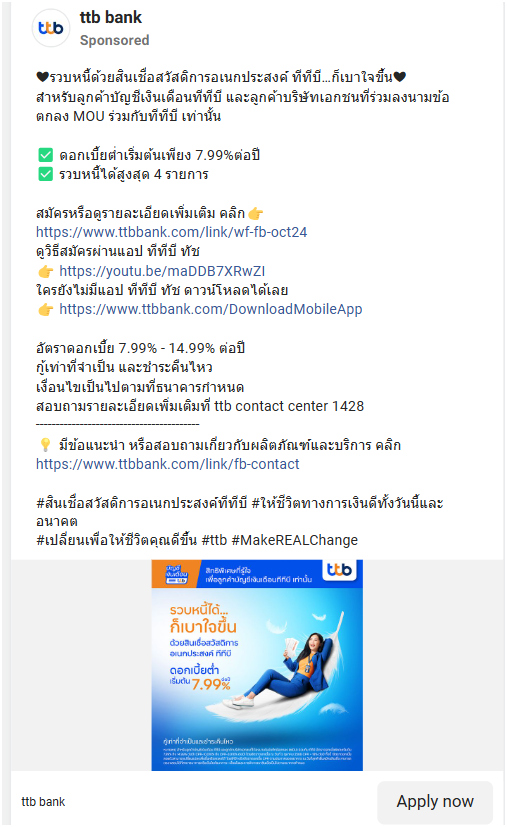 ttb bank
Sponsored
🖤รวบหนี้ด้วยสินเชื่อสวัสดิการอเนกประสงค์ ทีทีบี...ก็เบาใจขึ้น🖤
สำหรับลูกค้าบัญชีเงินเดือนทีทีบี และลูกค้าบริษัทเอกชนที่ร่วมลงนามข้อ
ตกลง MOU ร่วมกับทีทีบี เท่านั้น
✅ ดอกเบี้ยต่ำเริ่มต้นเพียง 7.99%ต่อปี
✅ รวบหนี้ได้สูงสุด 4 รายการ
สมัครหรือดูรายละเอียดเพิ่มเติม คลิก👉
https://www.ttbbank.com/link/wf-fb-oct24
ดูวิธีสมัครผ่านแอป ทีทีบี ทัช
👉 https://youtu.be/maDDB7XRwZI
ใครยังไม่มีแอป ทีทีบี ทัช ดาวน์โหลดได้เลย
👉 https://www.ttbbank.com/DownloadMobileApp
อัตราดอกเบี้ย 7.99% - 14.99% ต่อปี
กู้เท่าที่จำเป็น และชำระคืนไหว
เงื่อนไขเป็นไปตามที่ธนาคารกำหนด
สอบถามรายละเอียดเพิ่มเติมที่ ttb contact center 1428
-----------------------------------------
💡 มีข้อแนะนำ หรือสอบถามเกี่ยวกับผลิตภัณฑ์และบริการ คลิก
https://www.ttbbank.com/link/fb-contact
#สินเชื่อสวัสดิการอเนกประสงค์ทีทีบี #ให้ชีวิตทางการเงินดีทั้งวันนี้และ
อนาคต
#เปลี่ยนเพื่อให้ชีวิตคุณดีขึ้น #ttb #MakeREALChange
บัญชี
เงินเดือน
ttb
สิทธิพิเศษที่รู้ใจ
เพื่อลูกค้าบัญชีเงินเดือนทีทีบี เท่านั้น
ttb
รวบหนี้ได้...
ก็เบาใจขึ้น
ด้วยสินเชื่อสวัสดิการ
อเนกประสงค์ ทีทีบี
ดอกเบี้ยต่ำ
เริ่มต้น 7.99% ต่อปี
กู้เท่าที่จำเป็นและชำระคืนไหว
ttb bank
Apply now